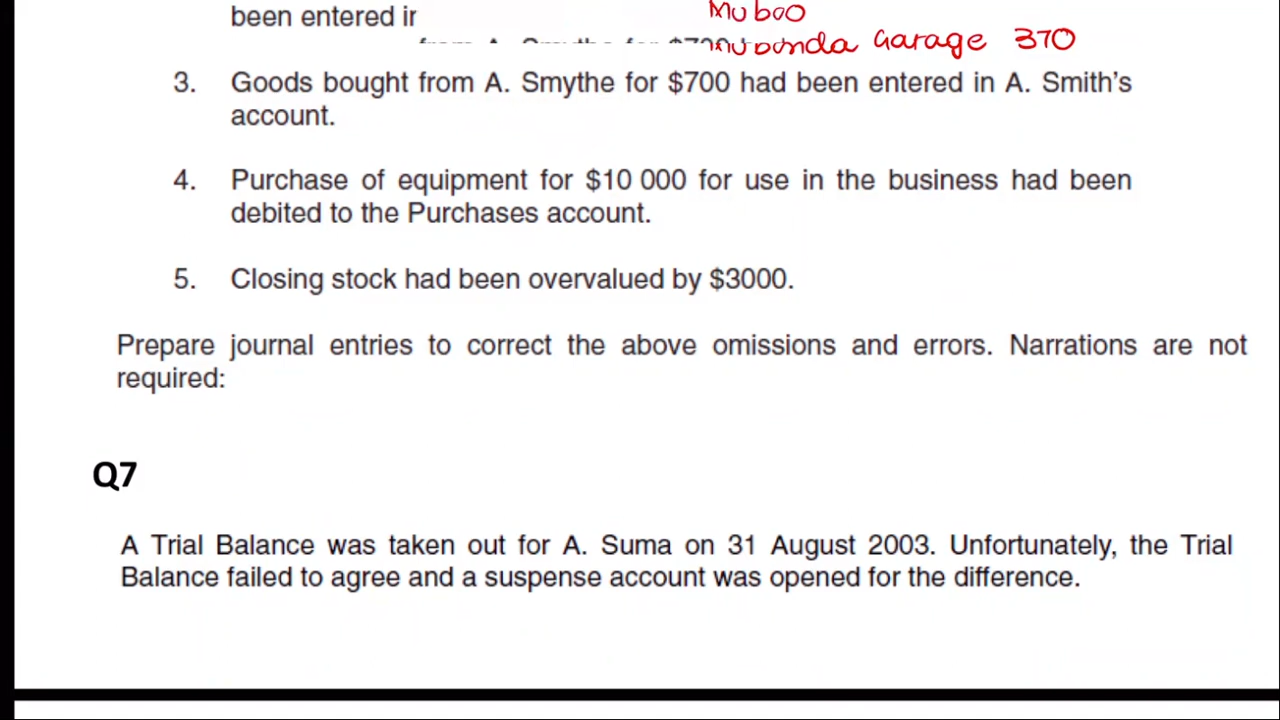 been entered in
Muboo
Garage 370
3. Goods bought from A. Smythe for $700 had been entered in A. Smith's
account.
4. Purchase of equipment for $10 000 for use in the business had been
debited to the Purchases account.
5. Closing stock had been overvalued by $3000.
Prepare journal entries to correct the above omissions and errors. Narrations are not
required:
Q7
A Trial Balance was taken out for A. Suma on 31 August 2003. Unfortunately, the Trial
Balance failed to agree and a suspense account was opened for the difference.